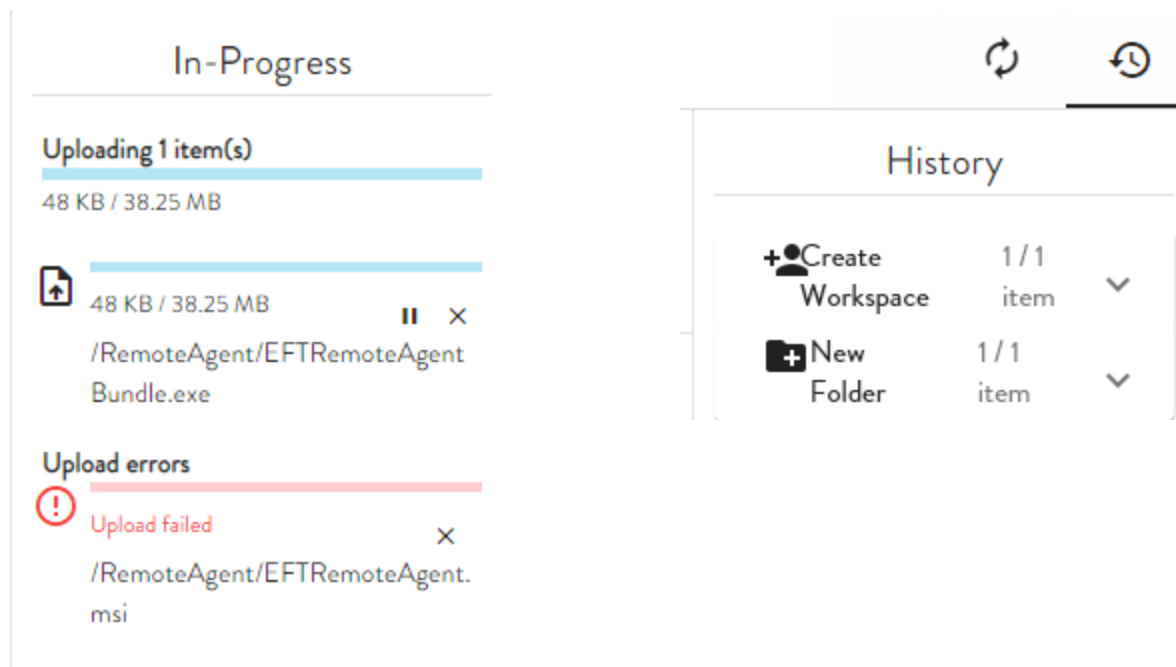 In-Progress
Uploading 1 item(s)
48 KB / 38.25 MB
48 KB / 38.25 MB
/RemoteAgent/EFTRemoteAgent
Bundle.exe
Upload errors
Upload failed
/RemoteAgent/EFTRemoteAgent.
msi
History
Create 1 / 1
Workspace item
New 1 / 1
Folder item